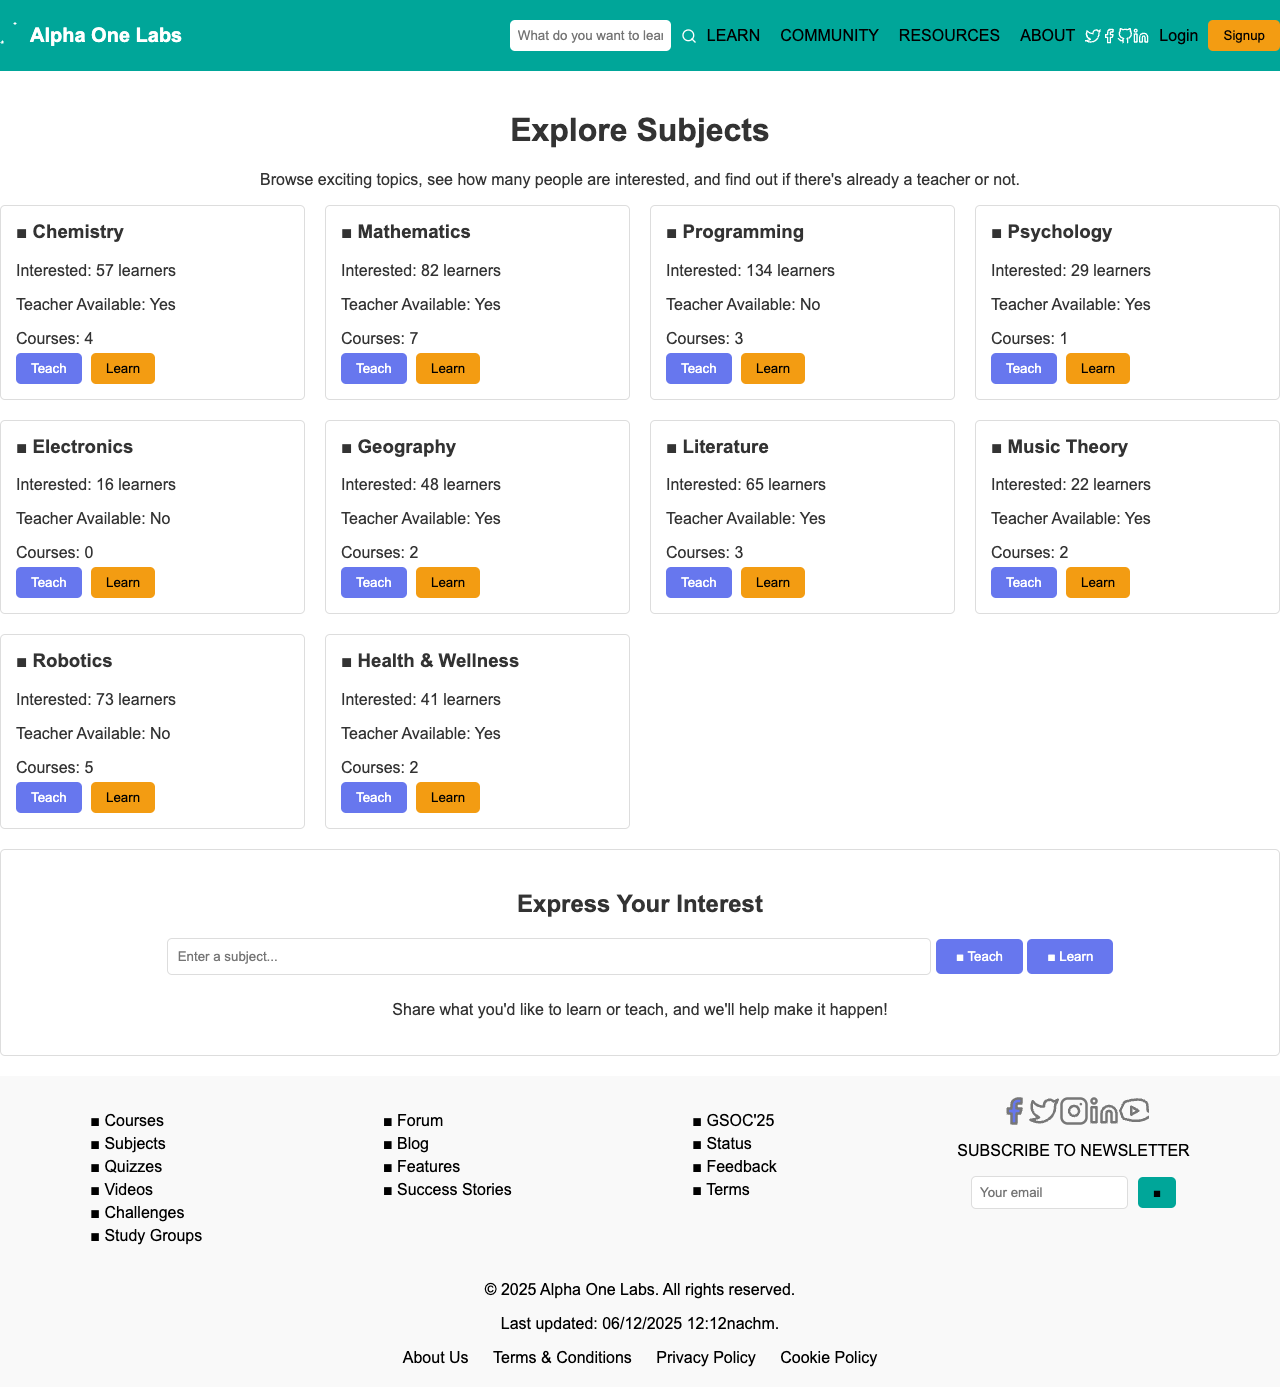 Alpha One Labs
What do you want to lear
LEARN COMMUNITY RESOURCES ABOUT Login Signup
Explore Subjects
Browse exciting topics, see how many people are interested, and find out if there's already a teacher or not.
■ Chemistry
Interested: 57 learners
Teacher Available: Yes
Courses: 4
Teach Learn
■ Mathematics
Interested: 82 learners
Teacher Available: Yes
Courses: 7
Teach Learn
■ Programming
Interested: 134 learners
Teacher Available: No
Courses: 3
Teach Learn
■ Psychology
Interested: 29 learners
Teacher Available: Yes
Courses: 1
Teach Learn
■ Electronics
Interested: 16 learners
Teacher Available: No
Courses: 0
Teach Learn
■ Geography
Interested: 48 learners
Teacher Available: Yes
Courses: 2
Teach Learn
■ Literature
Interested: 65 learners
Teacher Available: Yes
Courses: 3
Teach Learn
■ Music Theory
Interested: 22 learners
Teacher Available: Yes
Courses: 2
Teach Learn
■ Robotics
Interested: 73 learners
Teacher Available: No
Courses: 5
Teach Learn
■ Health & Wellness
Interested: 41 learners
Teacher Available: Yes
Courses: 2
Teach Learn
Express Your Interest
Enter a subject... ■ Teach ■ Learn
Share what you'd like to learn or teach, and we'll help make it happen!
■ Courses
■ Subjects
■ Quizzes
■ Videos
■ Challenges
■ Study Groups
■ Forum
■ Blog
■ Features
■ Success Stories
■ GSOC'25
■ Status
■ Feedback
■ Terms
SUBSCRIBE TO NEWSLETTER
Your email ■
© 2025 Alpha One Labs. All rights reserved.
Last updated: 06/12/2025 12:12nachm.
About Us Terms & Conditions Privacy Policy Cookie Policy